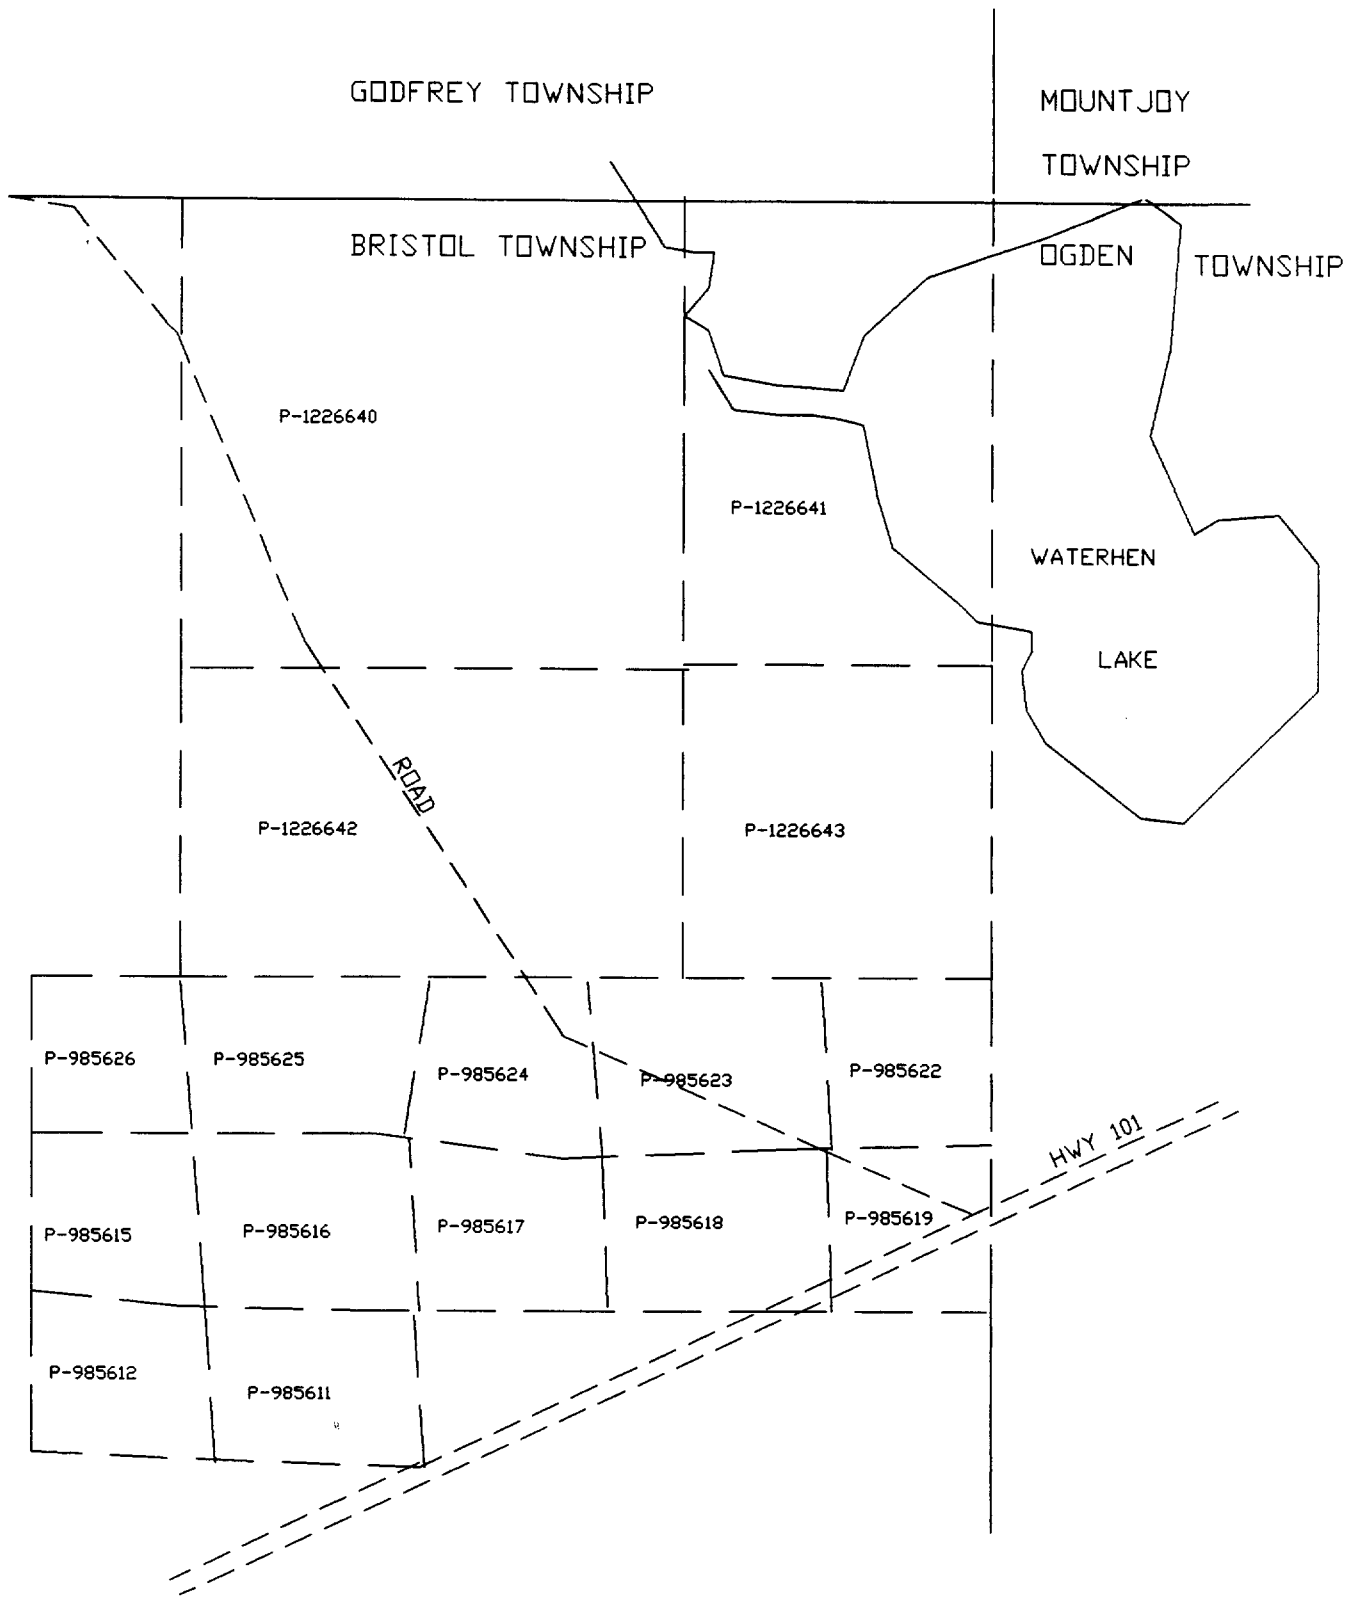 GODFREY TOWNSHIP
MOUNTJOY
TOWNSHIP
BRISTOL TOWNSHIP
OGDEN TOWNSHIP
P-1226640
P-1226641
WATERHEN
LAKE
ROAD
P-1226642
P-1226643
P-985626
P-985625
P-985624
P-985623
P-985622
HWY 101
P-985615
P-985616
P-985617
P-985618
P-985619
P-985612
P-985611